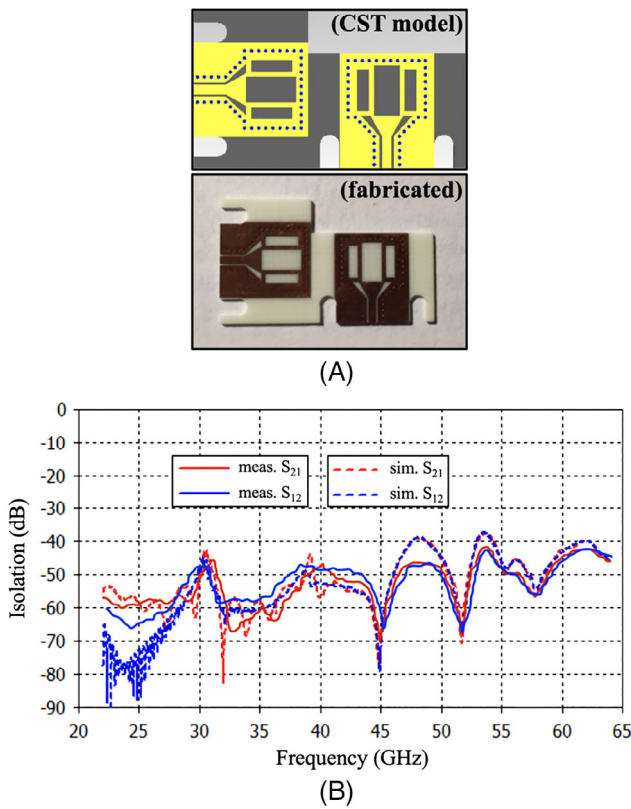 (CST model)
(fabricated)
(A)
0
-10
-20
-30
-40
-50
-60
-70
-80
-90
Isolation (dB)
meas. S21
meas. S12
sim. S21
sim. S12
20 25 30 35 40 45 50 55 60 65
Frequency (GHz)
(B)